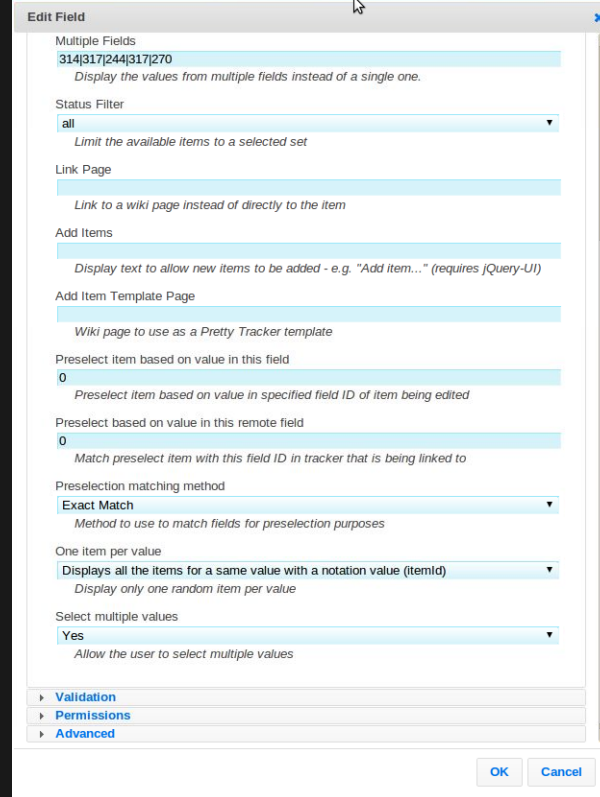 Edit Field
Multiple Fields
314|317|244|317|270
Display the values from multiple fields instead of a single one.
Status Filter
all
Limit the available items to a selected set
Link Page
Link to a wiki page instead of directly to the item
Add Items
Display text to allow new items to be added - e.g. "Add item..." (requires jQuery-UI)
Add Item Template Page
Wiki page to use as a Pretty Tracker template
Preselect item based on value in this field
0
Preselect item based on value in specified field ID of item being edited
Preselect based on value in this remote field
0
Match preselect item with this field ID in tracker that is being linked to
Preselection matching method
Exact Match
Method to use to match fields for preselection purposes
One item per value
Displays all the items for a same value with a notation value (itemId)
Display only one random item per value
Select multiple values
Yes
Allow the user to select multiple values
Validation
Permissions
Advanced
OK Cancel